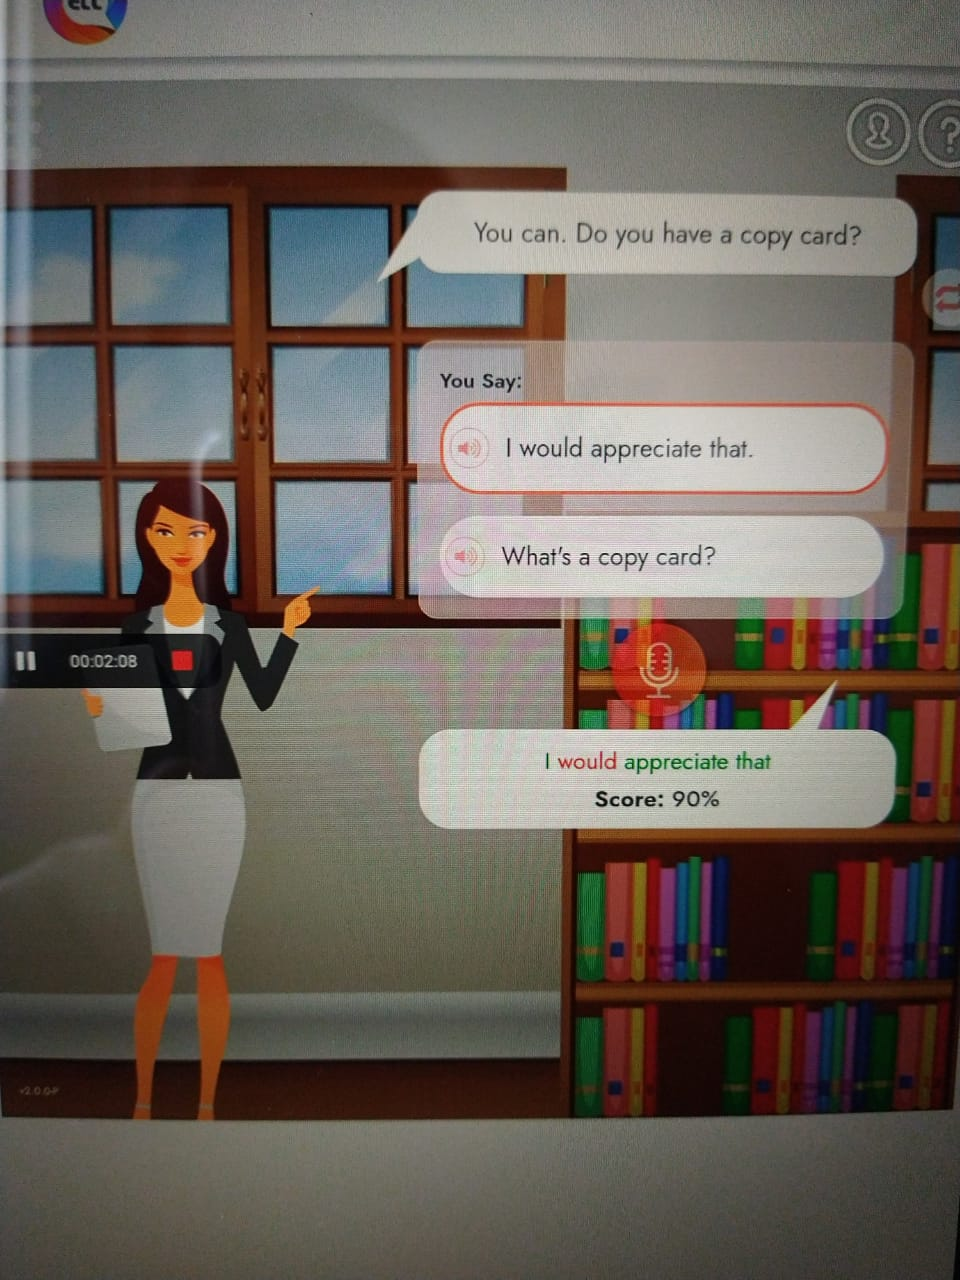 ELL
You can. Do you have a copy card?
You Say:
I would appreciate that.
What's a copy card?
00:02:08
I would appreciate that
Score: 90%